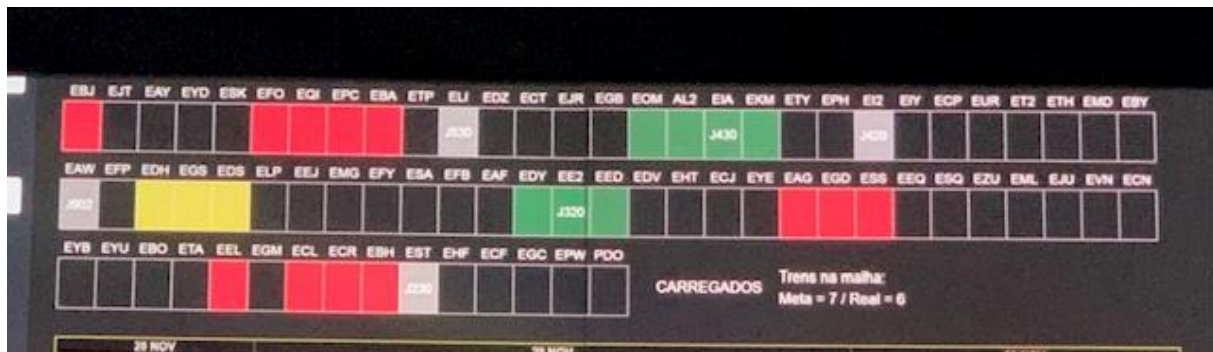 EBJ EJT EAY EYD ESK EFO EQI EPC EBA ETP ELI EDZ ECT EJR EGB EOM AL2 EIA EKM ETY EPH EI2 EIY ECP EUR ET2 ETH EMD EBY
J530 J430 J420
EAW EFP EDH EGS EDS ELP EEJ EMG EFY ESA EFB EAF EDY EE2 EED EDV EHT ECJ EYE EAG EGD ESS EEQ ESQ EZU EML EJU EVN ECN
J902 J320
EYB EYU EBO ETA EEL EGM ECL ECR EBH EST EHF ECF EGC EPW PDO
J230
CARREGADOS
Trens na malha:
Meta = 7 / Real = 6
28 NOV